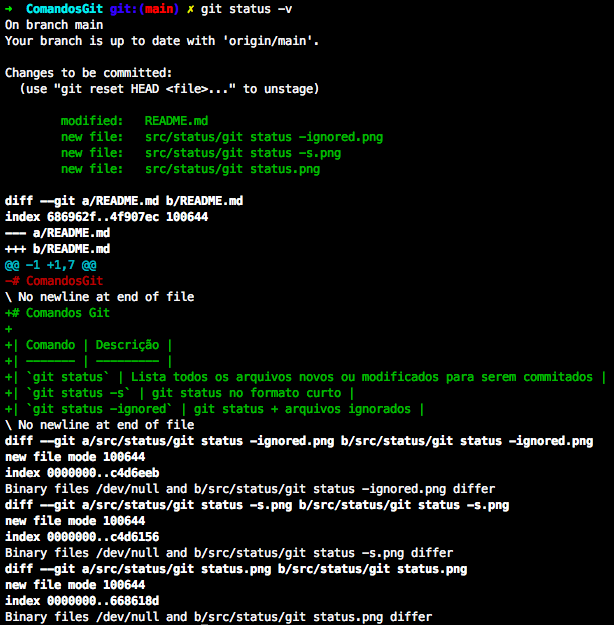 ➜  ComandosGit git:(main) ✗ git status -v
On branch main
Your branch is up to date with 'origin/main'.

Changes to be committed:
  (use "git reset HEAD <file>..." to unstage)

        modified:   README.md
        new file:   src/status/git status -ignored.png
        new file:   src/status/git status -s.png
        new file:   src/status/git status.png

diff --git a/README.md b/README.md
index 686962f..4f907ec 100644
--- a/README.md
+++ b/README.md
@@ -1 +1,7 @@
-# ComandosGit
\ No newline at end of file
+# Comandos Git
+
+| Comando | Descrição |
+| ------- | --------- |
+| `git status` | Lista todos os arquivos novos ou modificados para serem commitados |
+| `git status -s` | git status no formato curto |
+| `git status -ignored` | git status + arquivos ignorados |
\ No newline at end of file
diff --git a/src/status/git status -ignored.png b/src/status/git status -ignored.png
new file mode 100644
index 0000000..c4d6eeb
Binary files /dev/null and b/src/status/git status -ignored.png differ
diff --git a/src/status/git status -s.png b/src/status/git status -s.png
new file mode 100644
index 0000000..c4d6156
Binary files /dev/null and b/src/status/git status -s.png differ
diff --git a/src/status/git status.png b/src/status/git status.png
new file mode 100644
index 0000000..668618d
Binary files /dev/null and b/src/status/git status.png differ